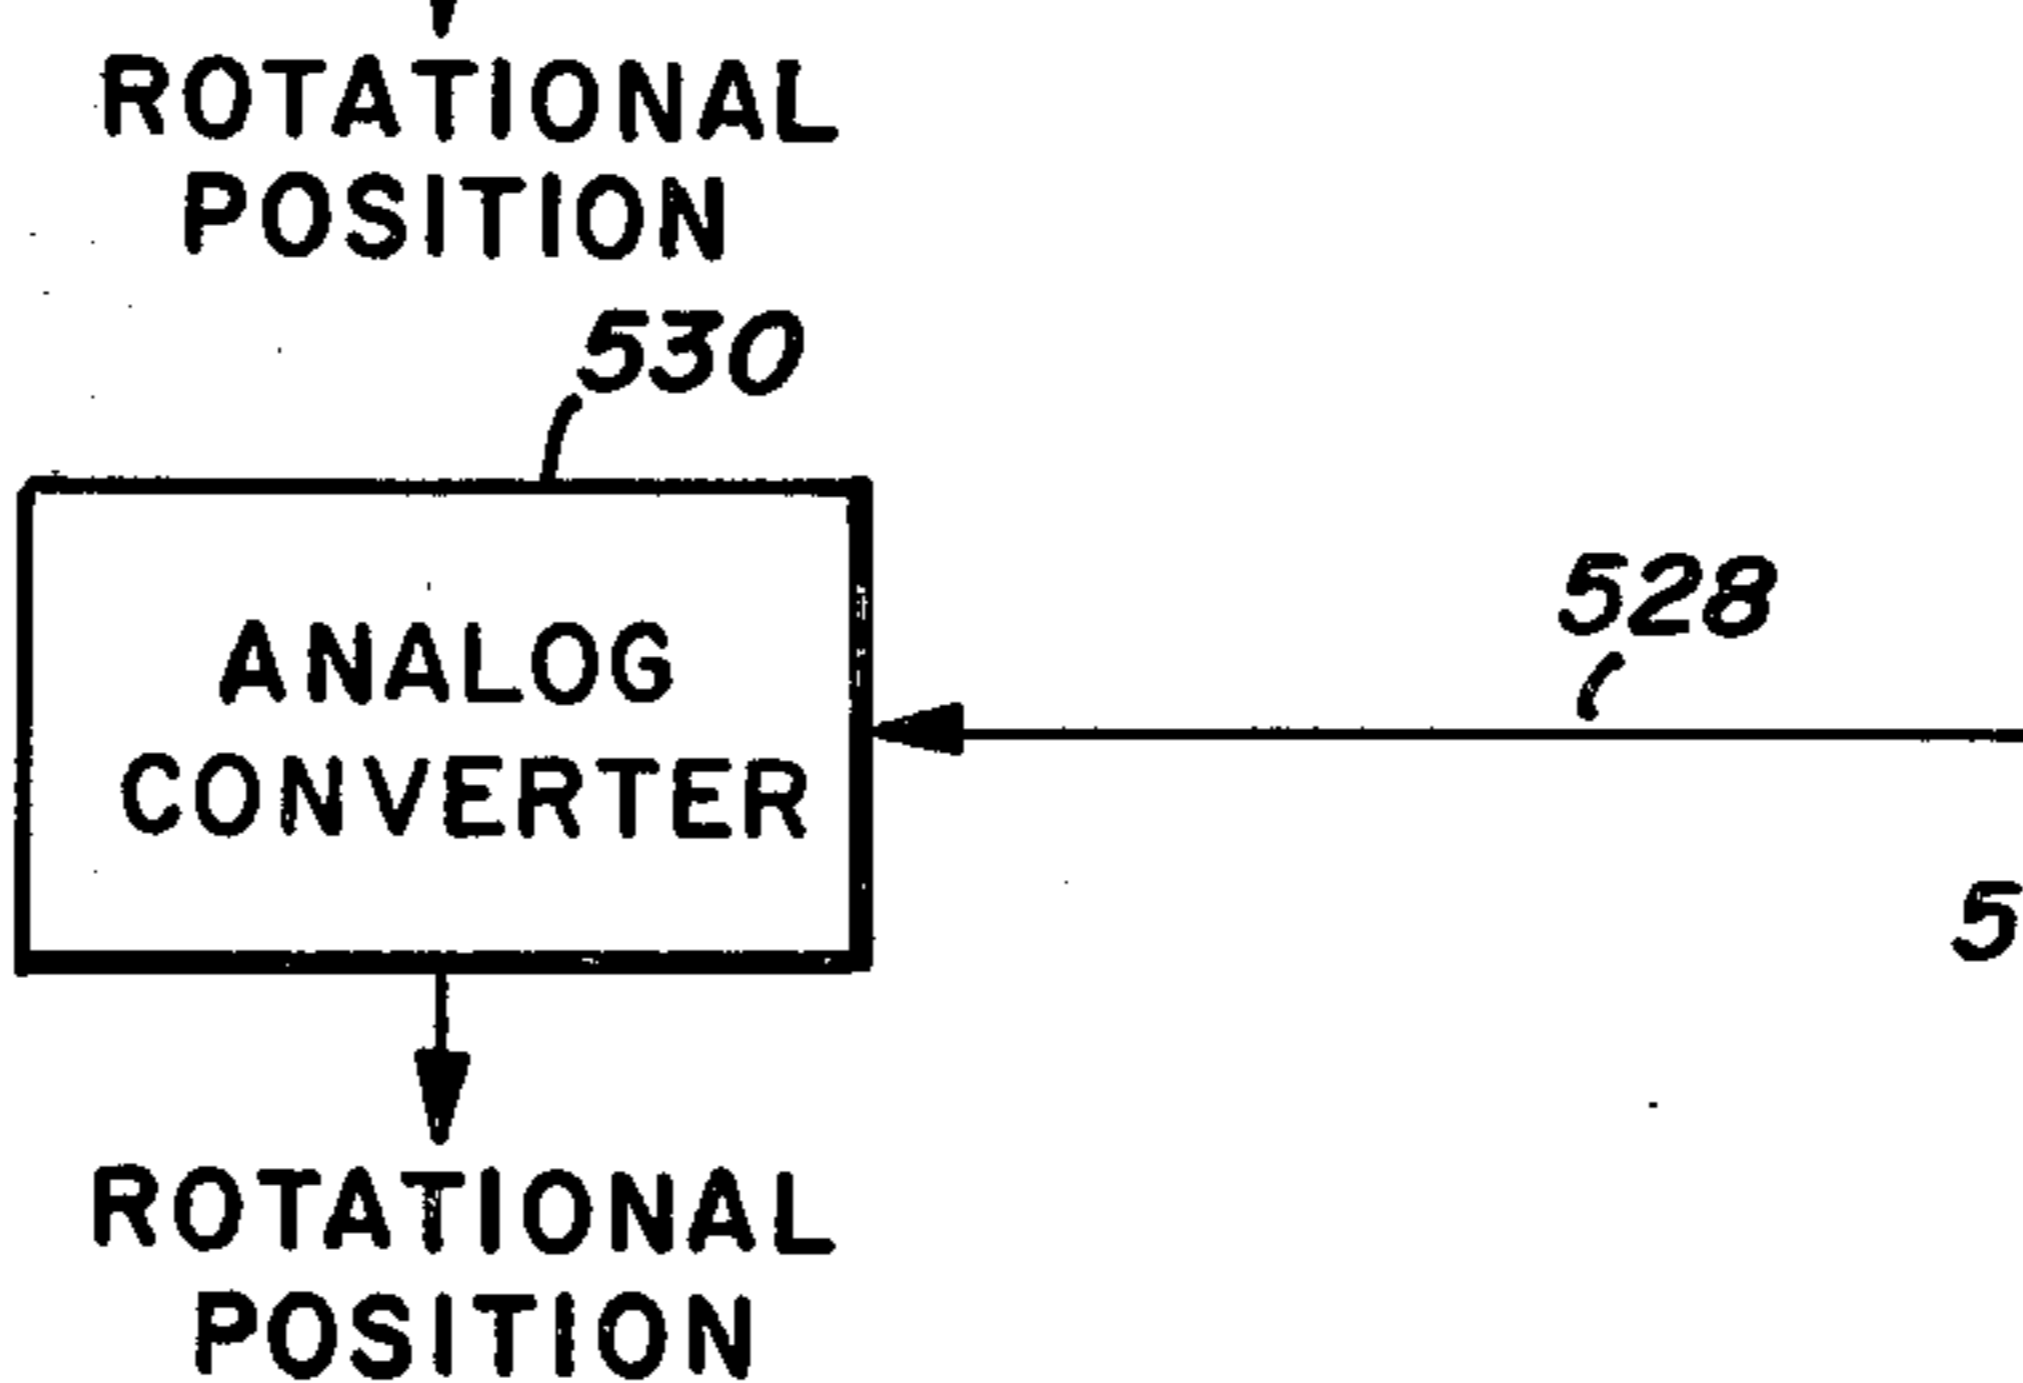 ROTATIONAL
POSITION
530
ANALOG
CONVERTER
528
5
ROTATIONAL
POSITION